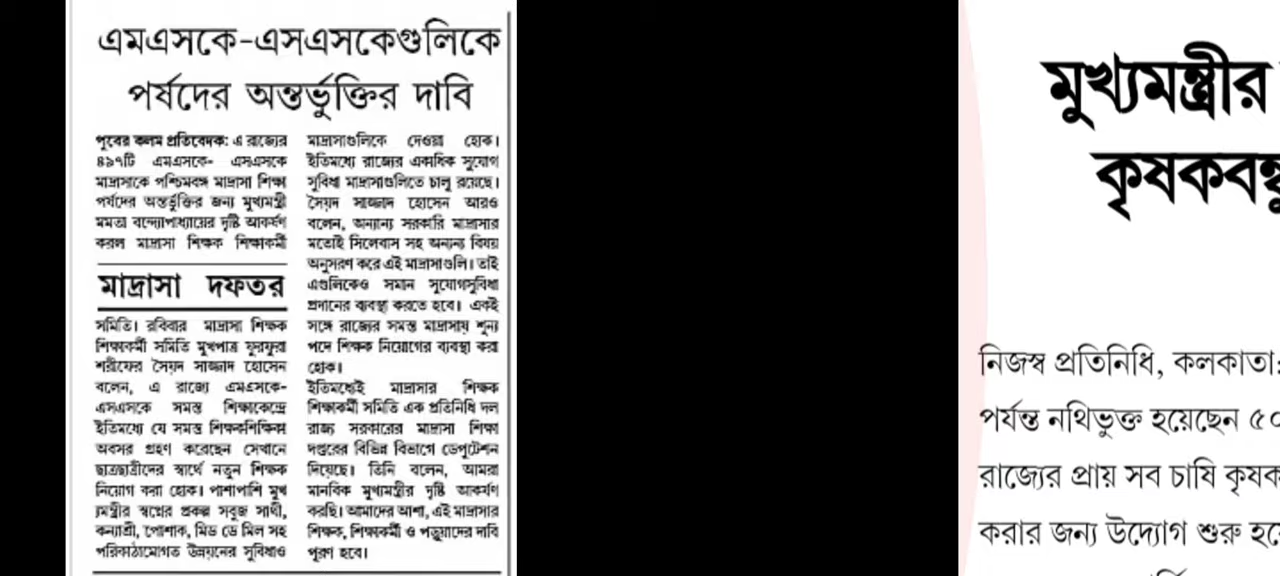 এমএসকে-এসএসকেগুলিকে
পর্ষদের অন্তর্ভুক্তির দাবি
পুবের কলম প্রতিবেদক: এ রাজ্যের
৪৯৭টি এমএসকে- এসএসকে
মাদ্রাসাকে পশ্চিমবঙ্গ মাদ্রাসা শিক্ষা
পর্ষদের অন্তর্ভুক্তির জন্য মুখ্যমন্ত্রী
মমতা বন্দ্যোপাধ্যায়ের দৃষ্টি আকর্ষণ
করল মাদ্রাসা শিক্ষক শিক্ষাকর্মী
মাদ্রাসা দফতর
সমিতি। রবিবার মাদ্রাসা শিক্ষক
শিক্ষাকর্মী সমিতি মুখপাত্র ফুরফুরা
শরীফের সৈয়দ সাজ্জাদ হোসেন
বলেন, এ রাজ্যে এমএসকে-
এসএসকে সমস্ত শিক্ষাকেন্দ্রে
ইতিমধ্যে যে সমস্ত শিক্ষকশিক্ষিকা
অবসর গ্রহণ করেছেন সেখানে
ছাত্রছাত্রীদের স্বার্থে নতুন শিক্ষক
নিয়োগ করা হোক। পাশাপাশি মুখ
্যমন্ত্রীর স্বপ্নের প্রকল্প সবুজ সাথী,
কন্যাশ্রী, পোশাক, মিড ডে মিল সহ
পরিকাঠামোগত উন্নয়নের সুবিধাও
মাদ্রাসাগুলিকে দেওয়া হোক।
ইতিমধ্যে রাজ্যের একাধিক সুযোগ
সুবিধা মাদ্রাসাগুলিতে চালু রয়েছে।
সৈয়দ সাজ্জাদ হোসেন আরও
বলেন, অন্যান্য সরকারি মাদ্রাসার
মতোই সিলেবাস সহ অন্যন্য বিষয়
অনুসরণ করে এই মাদ্রাসাগুলি। তাই
এগুলিকেও সমান সুযোগসুবিধা
প্রদানের ব্যবস্থা করতে হবে। একই
সঙ্গে রাজ্যের সমস্ত মাদ্রাসায় শূন্য
পদে শিক্ষক নিয়োগের ব্যবস্থা করা
হোক।
ইতিমধ্যেই মাদ্রাসার শিক্ষক
শিক্ষাকর্মী সমিতি এক প্রতিনিধি দল
রাজ্য সরকারের মাদ্রাসা শিক্ষা
দপ্তরের বিভিন্ন বিভাগে ডেপুটেশন
দিয়েছে। তিনি বলেন, আমরা
মানবিক মুখ্যমন্ত্রীর দৃষ্টি আকর্ষণ
করছি। আমাদের আশা, এই মাদ্রাসার
শিক্ষক, শিক্ষাকর্মী ও পড়ুয়াদের দাবি
পূরণ হবে।
মুখ্যমন্ত্রীর
কৃষকবন্ধু
নিজস্ব প্রতিনিধি, কলকাতা:
পর্যন্ত নথিভুক্ত হয়েছেন ৫০
রাজ্যের প্রায় সব চাষি কৃষক
করার জন্য উদ্যোগ শুরু হয়ে